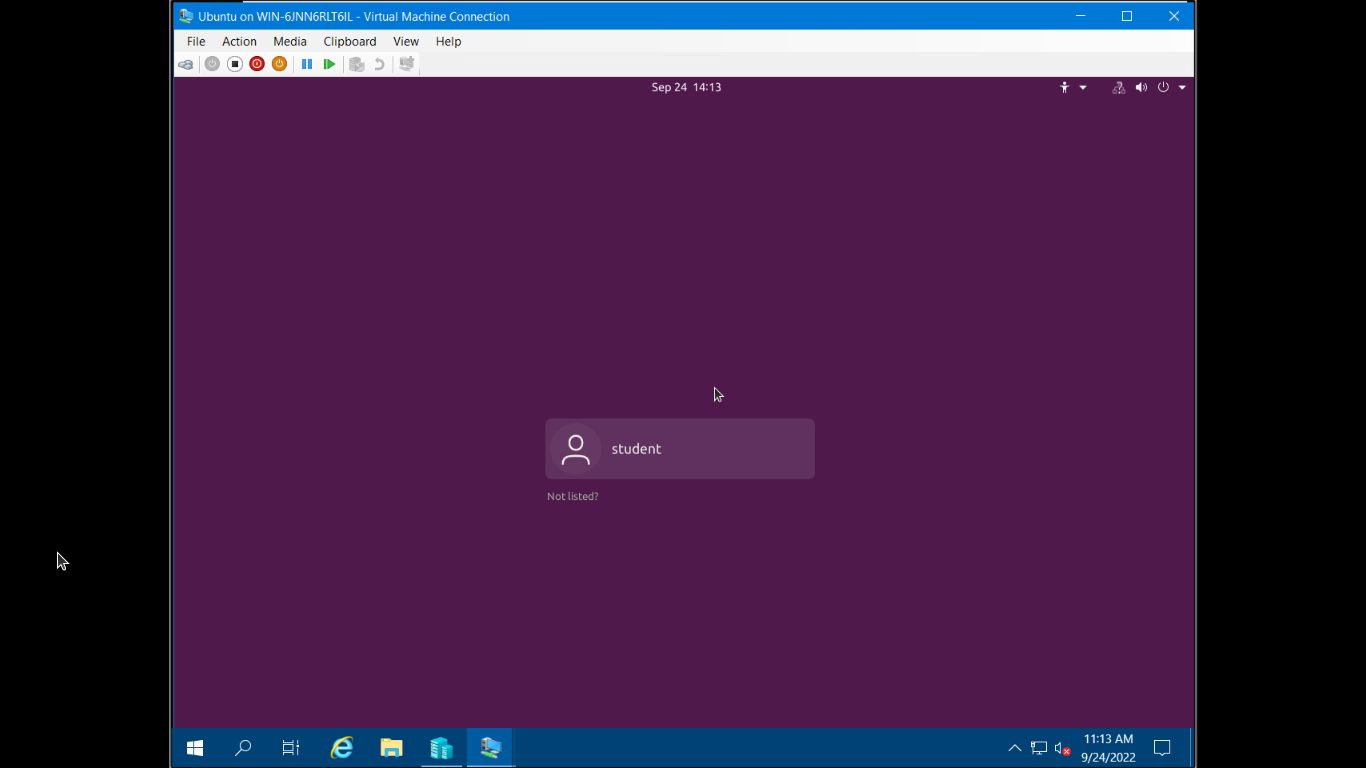 Ubuntu on WIN-6JNN6RLT6IL - Virtual Machine Connection
File Action Media Clipboard View Help
Sep 24 14:13
student
Not listed?
11:13 AM
9/24/2022